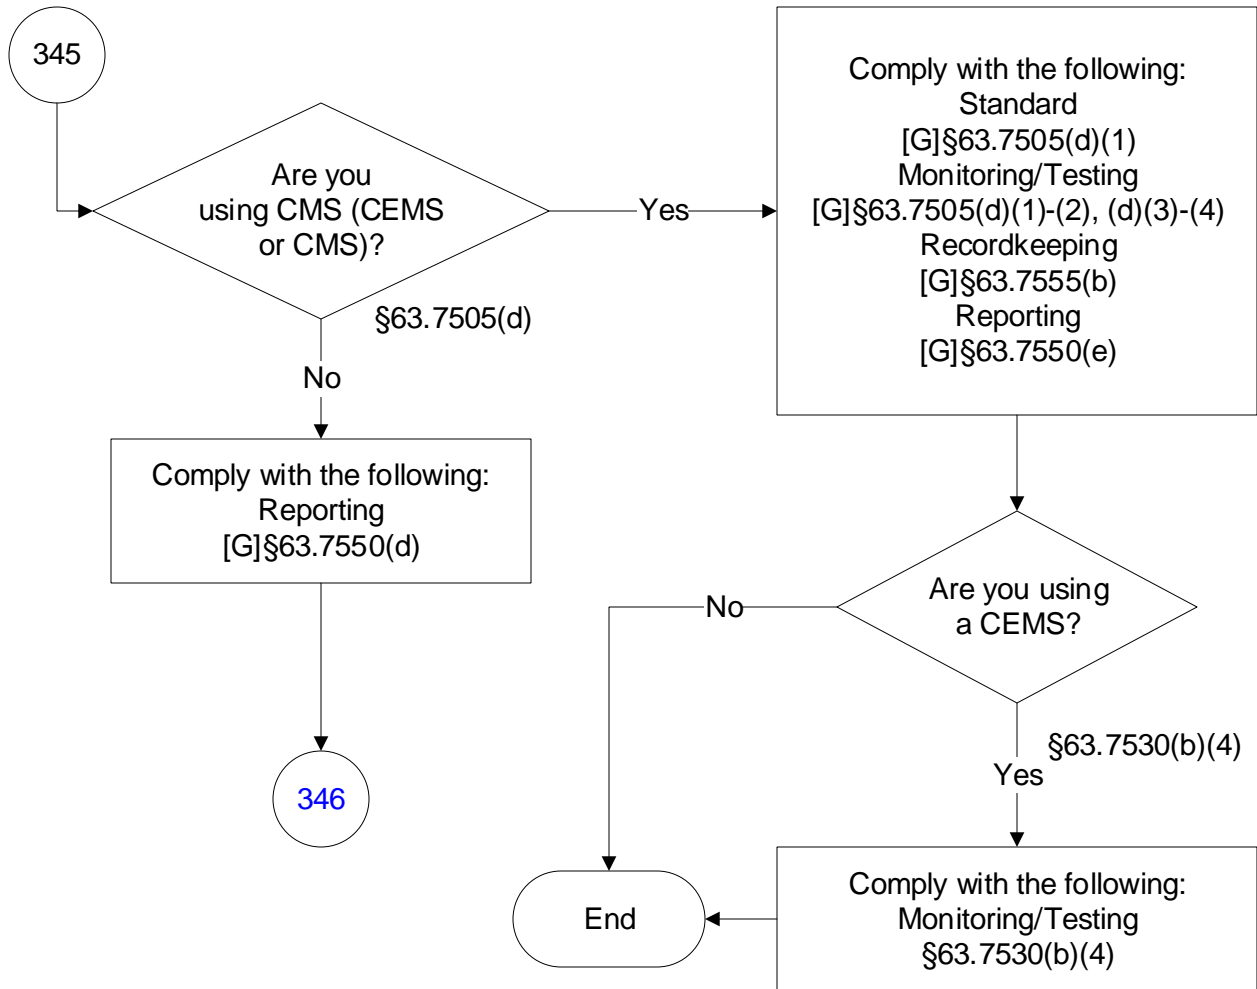 345
Are you
using CMS (CEMS
or CMS)?
§63.7505(d)
Yes
No
Comply with the following:
Standard
[G]§63.7505(d)(1)
Monitoring/Testing
[G]§63.7505(d)(1)-(2), (d)(3)-(4)
Recordkeeping
[G]§63.7555(b)
Reporting
[G]§63.7550(e)
Comply with the following:
Reporting
[G]§63.7550(d)
346
Are you using
a CEMS?
No
§63.7530(b)(4)
Yes
Comply with the following:
Monitoring/Testing
§63.7530(b)(4)
End